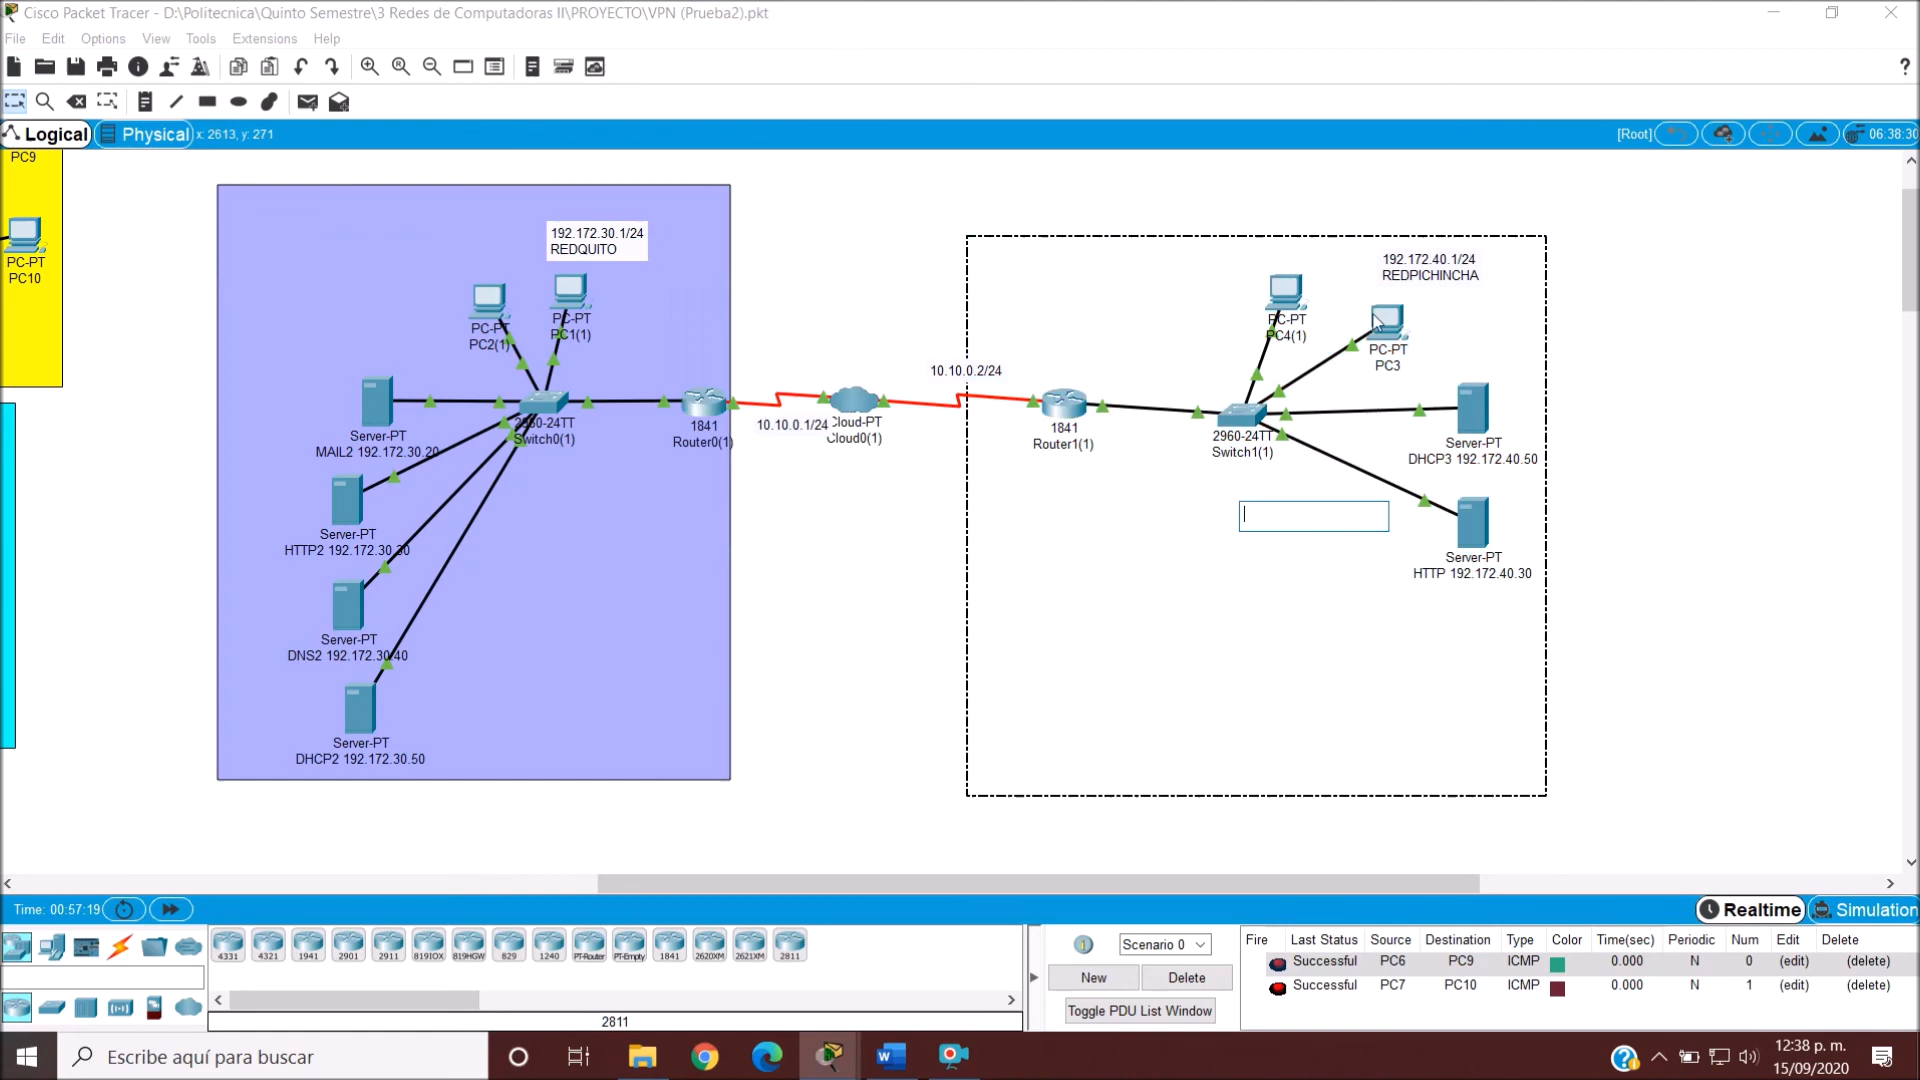 Cisco Packet Tracer - D:\Politecnica\Quinto Semestre\3 Redes de Computadoras II\PROYECTO\VPN (Prueba2).pkt
File Edit Options View Tools Extensions Help
?
Logical Physical x: 2613, y: 271
[Root] 06:38:30
PC9
PC-PT
PC10
192.172.30.1/24
REDQUITO
PC-PT
PC2(1)
PC-PT
PC1(1)
Server-PT
MAIL2 192.172.30.20
2960-24TT
Switch0(1)
1841
Router0(1)
10.10.0.1/24
Cloud-PT
Cloud0(1)
10.10.0.2/24
Server-PT
HTTP2 192.172.30.30
Server-PT
DNS2 192.172.30.40
Server-PT
DHCP2 192.172.30.50
192.172.40.1/24
REDPICHINCHA
PC-PT
PC4(1)
PC-PT
PC3
1841
Router1(1)
2960-24TT
Switch1(1)
Server-PT
DHCP3 192.172.40.50
Server-PT
HTTP 192.172.40.30
Time: 00:57:19
Realtime Simulation
4331 4321 1941 2901 2911 819IOX 819HGW 829 1240 PT-Router PT-Empty 1841 2620XM 2621XM 2811
2811
Scenario 0
New Delete
Toggle PDU List Window
Fire Last Status Source Destination Type Color Time(sec) Periodic Num Edit Delete
Successful PC6 PC9 ICMP 0.000 N 0 (edit) (delete)
Successful PC7 PC10 ICMP 0.000 N 1 (edit) (delete)
Escribe aquí para buscar
12:38 p. m.
15/09/2020